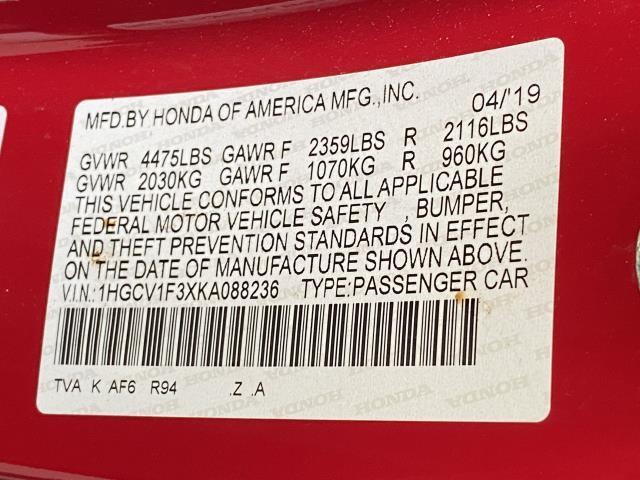 MFD.BY HONDA OF AMERICA MFG.,INC. 04/'19
GVWR 4475LBS GAWR F 2359LBS R 2116LBS
GVWR 2030KG GAWR F 1070KG R 960KG
THIS VEHICLE CONFORMS TO ALL APPLICABLE
FEDERAL MOTOR VEHICLE SAFETY , BUMPER,
AND THEFT PREVENTION STANDARDS IN EFFECT
ON THE DATE OF MANUFACTURE SHOWN ABOVE.
V.I.N.:1HGCV1F3XKA088236 TYPE:PASSENGER CAR
TVA K AF6 R94 .Z .A